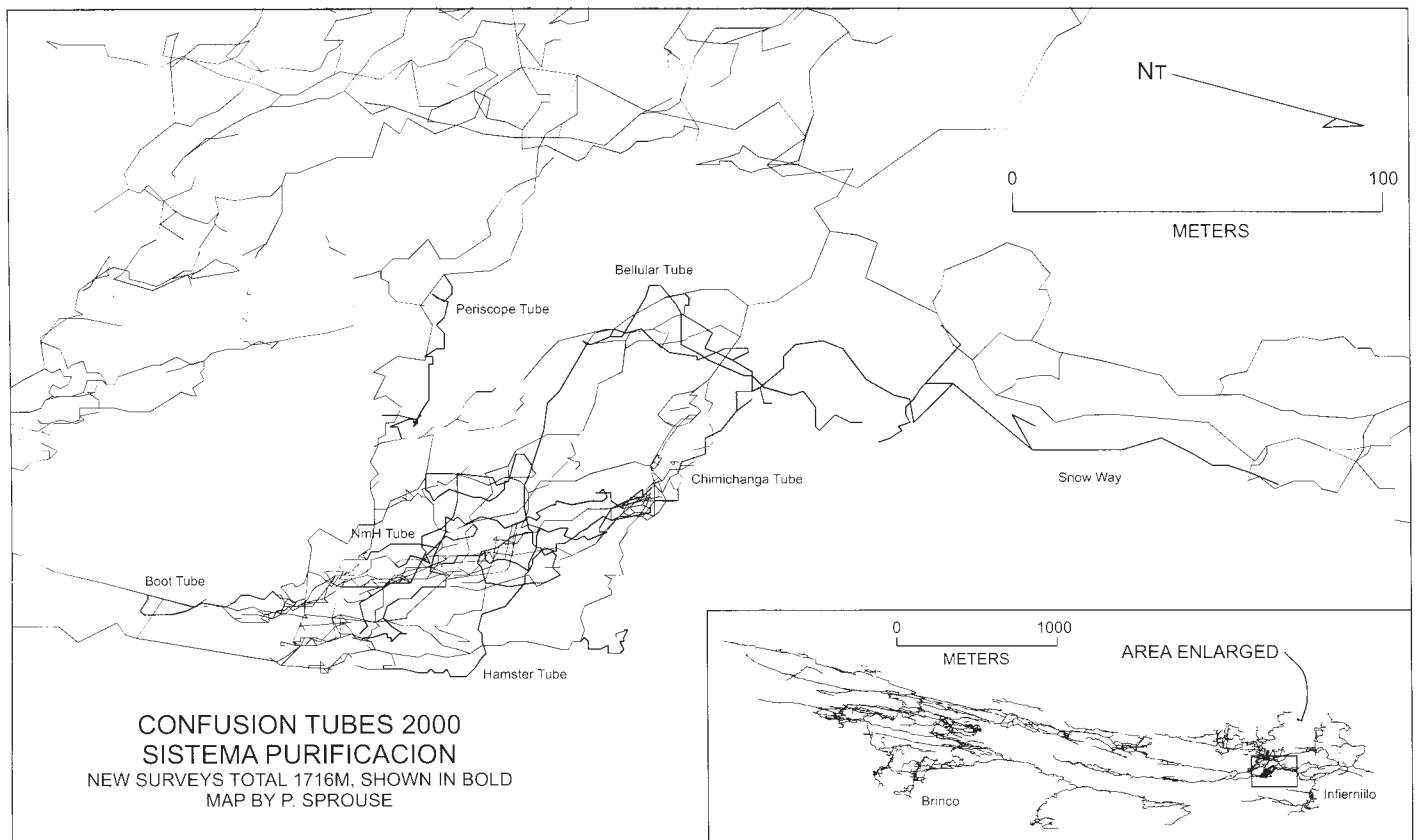 NT
0 100
METERS
Bellular Tube
Periscope Tube
Chimichanga Tube
Snow Way
NmH Tube
Boot Tube
Hamster Tube
CONFUSION TUBES 2000
SISTEMA PURIFICACION
NEW SURVEYS TOTAL 1716M, SHOWN IN BOLD
MAP BY P. SPROUSE
0 1000
METERS
AREA ENLARGED
Brinco
Infierniilo